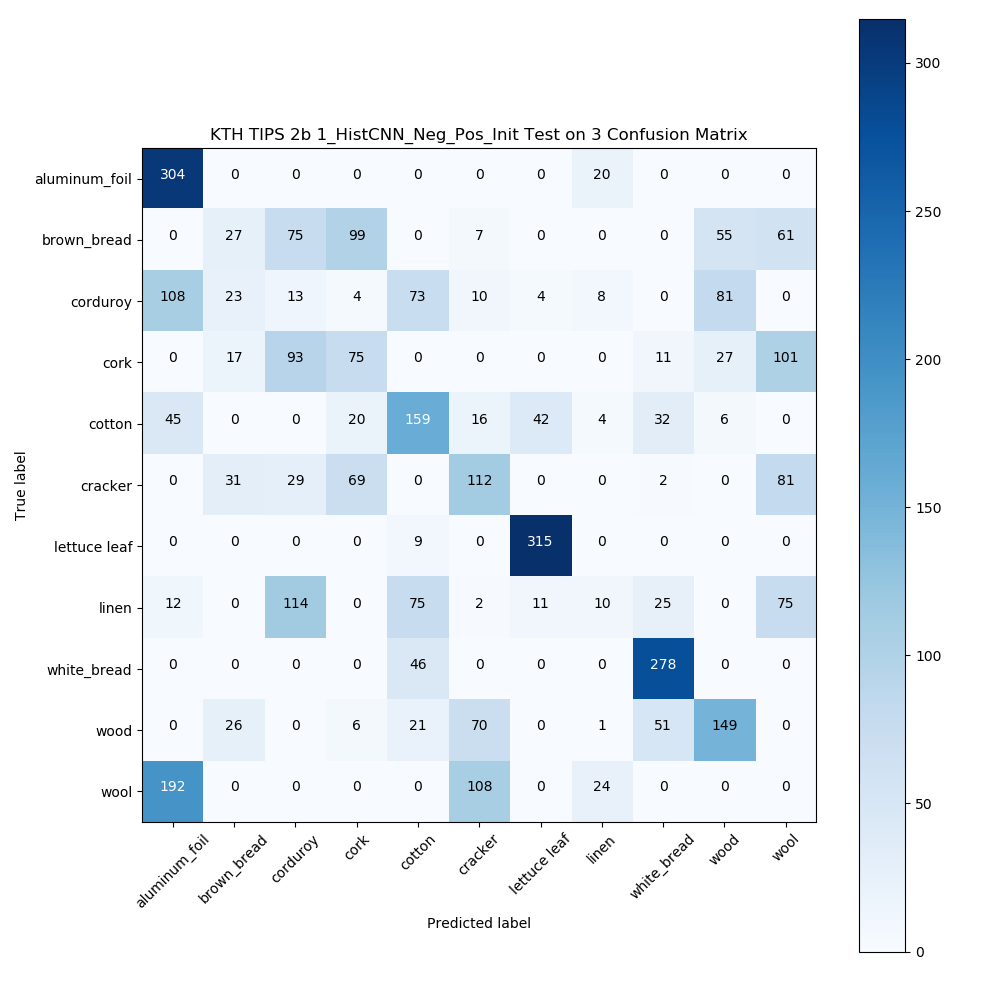 KTH TIPS 2b 1_HistCNN_Neg_Pos_Init Test on 3 Confusion Matrix
True label
aluminum_foil 304 0 0 0 0 0 0 20 0 0 0
brown_bread 0 27 75 99 0 7 0 0 0 55 61
corduroy 108 23 13 4 73 10 4 8 0 81 0
cork 0 17 93 75 0 0 0 0 11 27 101
cotton 45 0 0 20 159 16 42 4 32 6 0
cracker 0 31 29 69 0 112 0 0 2 0 81
lettuce leaf 0 0 0 0 9 0 315 0 0 0 0
linen 12 0 114 0 75 2 11 10 25 0 75
white_bread 0 0 0 0 46 0 0 0 278 0 0
wood 0 26 0 6 21 70 0 1 51 149 0
wool 192 0 0 0 0 108 0 24 0 0 0
aluminum_foil brown_bread corduroy cork cotton cracker lettuce leaf linen white_bread wood wool
Predicted label
300
250
200
150
100
50
0